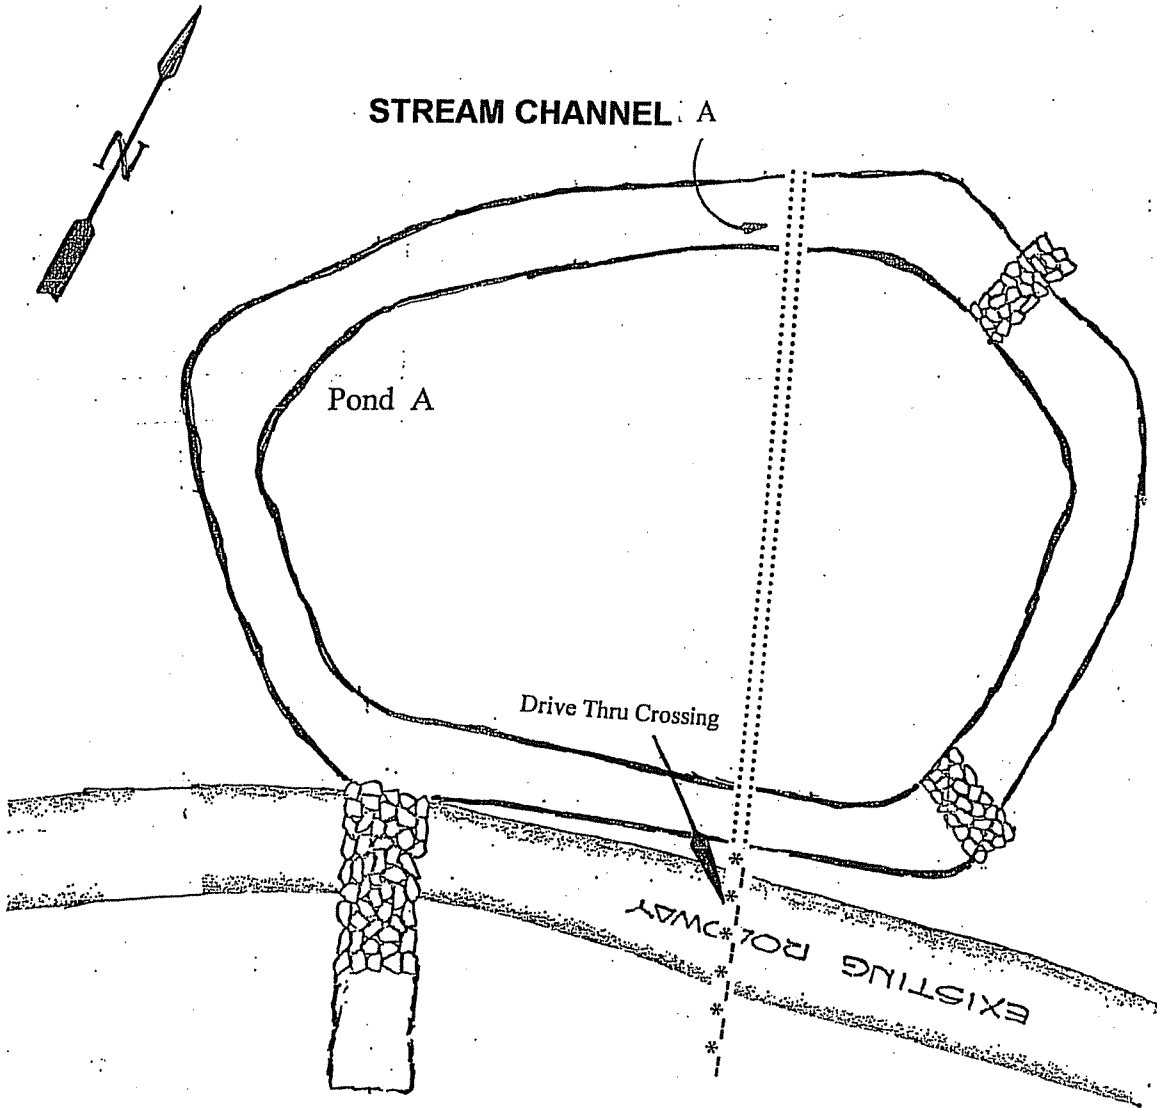 N
STREAM CHANNEL A
Pond A
Drive Thru Crossing
EXISTING ROADWAY